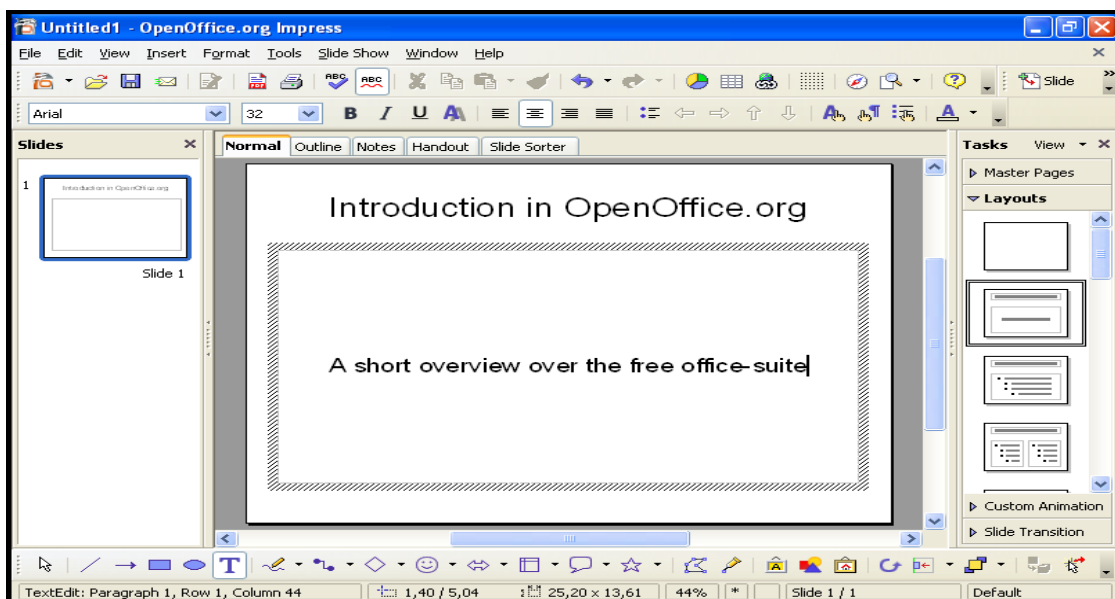 Untitled1 - OpenOffice.org Impress
File Edit View Insert Format Tools Slide Show Window Help
ABC ABC Slide
Arial 32 B I U A
Slides Normal Outline Notes Handout Slide Sorter Tasks View
1 Introduction in OpenOffice.org
Slide 1
Introduction in OpenOffice.org
A short overview over the free office-suite
Master Pages
Layouts
Custom Animation
Slide Transition
TextEdit: Paragraph 1, Row 1, Column 44 1,40 / 5,04 25,20 x 13,61 44% * Slide 1 / 1 Default